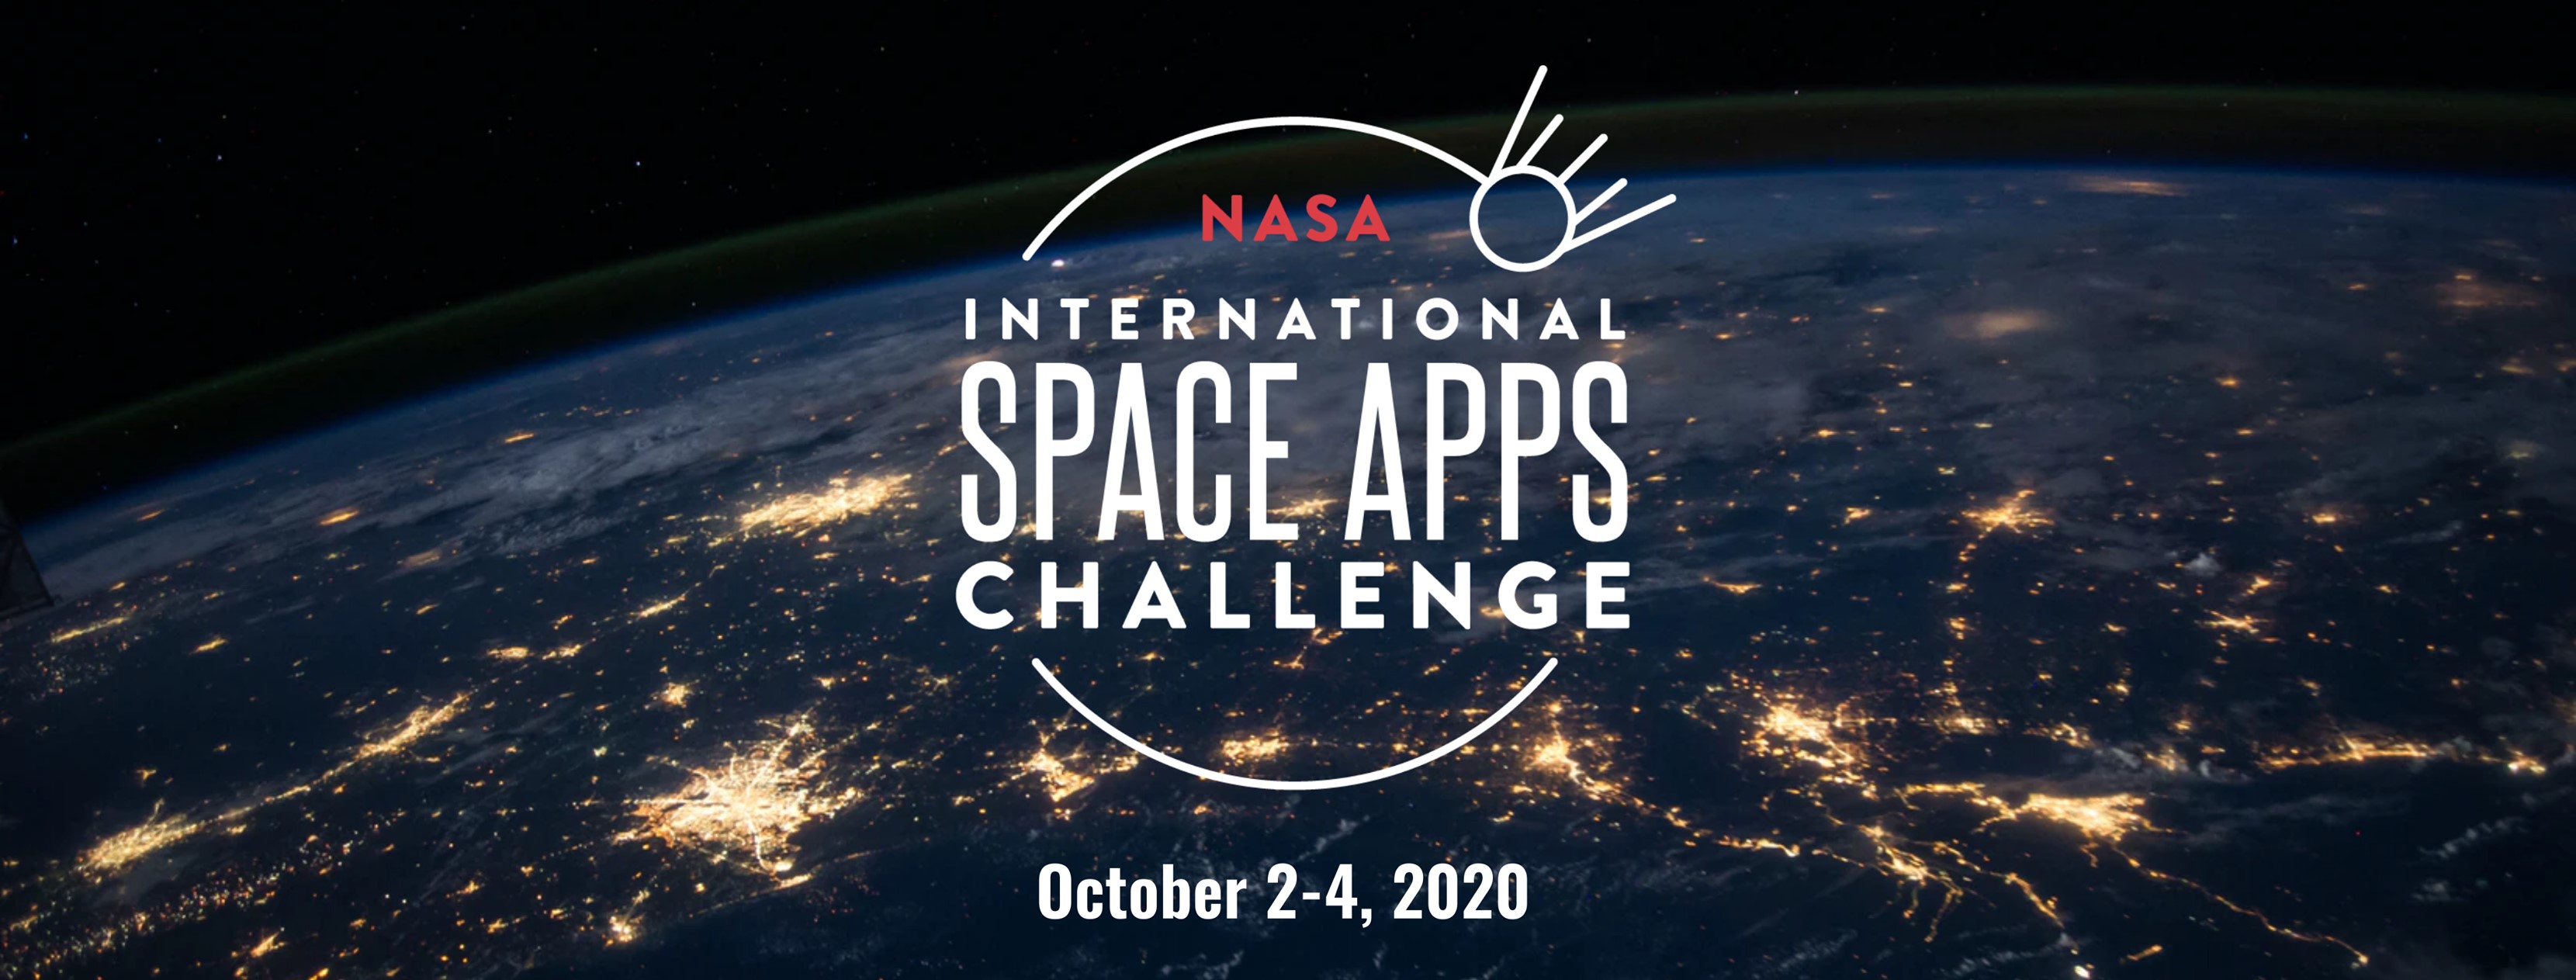 NASA
INTERNATIONAL
SPACE APPS
CHALLENGE
October 2-4, 2020